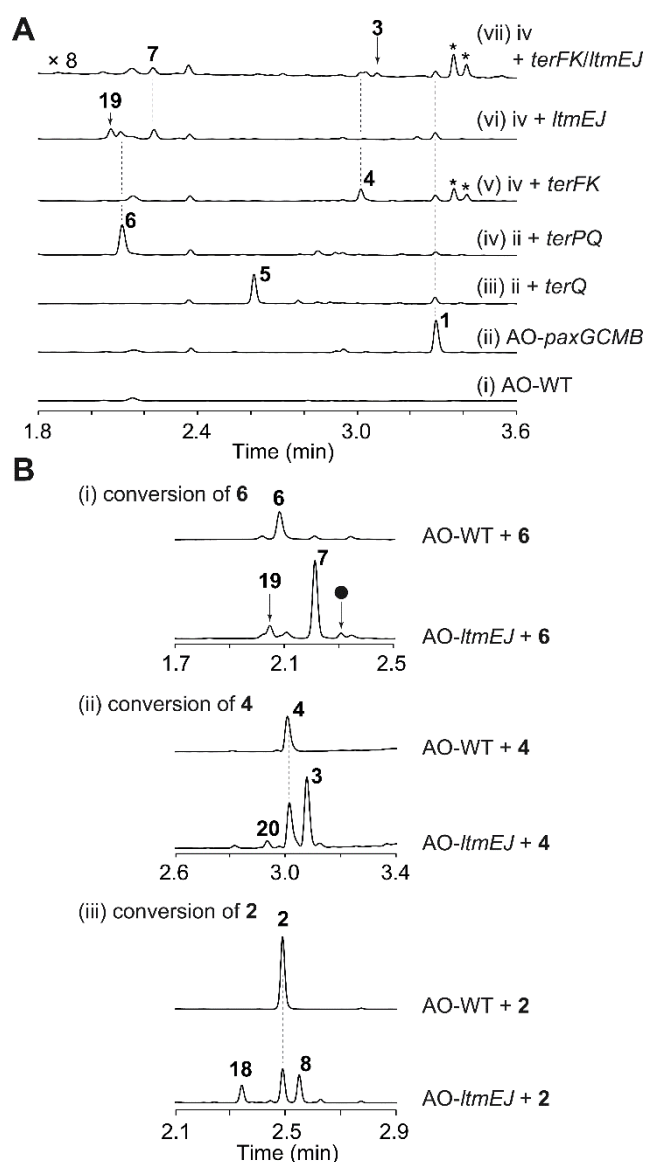 A
× 8
7
3
* *
(vii) iv
+ terFK/ltmEJ
19
(vi) iv + ltmEJ
4
* *
(v) iv + terFK
6
(iv) ii + terPQ
5
(iii) ii + terQ
1
(ii) AO-paxGCMB
(i) AO-WT
1.8 2.4 3.0 3.6
Time (min)
B
(i) conversion of 6
6
AO-WT + 6
19
7
AO-ltmEJ + 6
1.7 2.1 2.5
(ii) conversion of 4
4
AO-WT + 4
20
3
AO-ltmEJ + 4
2.6 3.0 3.4
(iii) conversion of 2
2
AO-WT + 2
18
8
AO-ltmEJ + 2
2.1 2.5 2.9
Time (min)